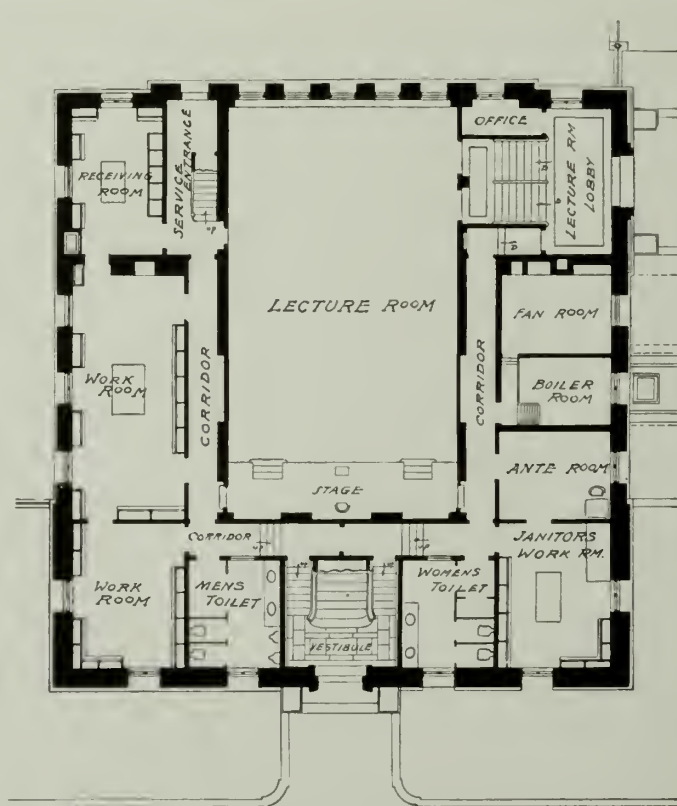 OFFICE
RECEIVING
ROOM
SERVICE
ENTRANCE
UP
LECTURE RM
LOBBY
D
D
D
LECTURE ROOM
FAN ROOM
WORK
ROOM
CORRIDOR
CORRIDOR
BOILER
ROOM
STAGE
ANTE ROOM
CORRIDOR
JANITORS
WORK RM.
WORK
ROOM
MENS
TOILET
WOMENS
TOILET
VESTIBULE